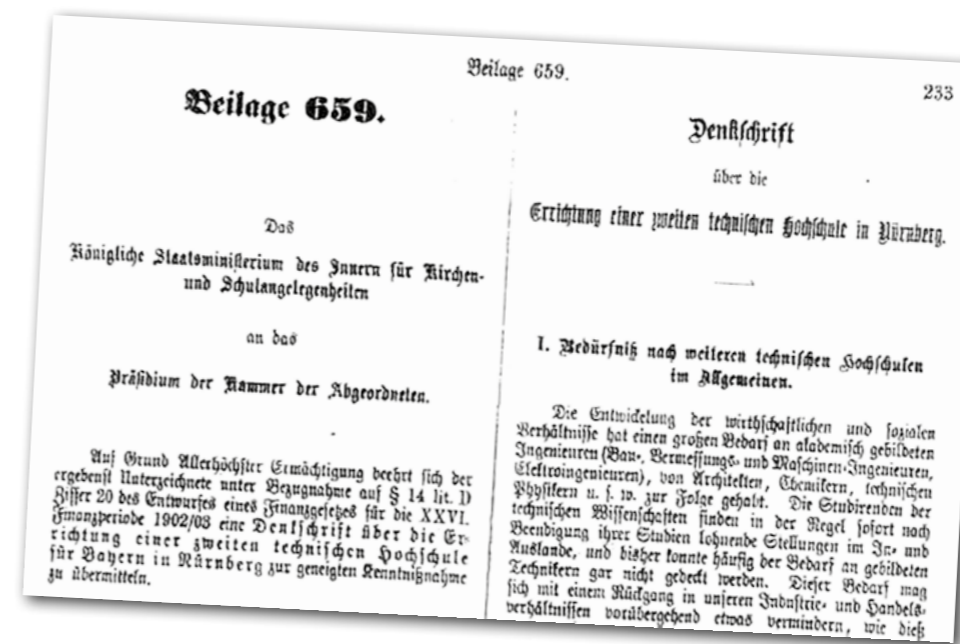 Beilage 659.
233
Beilage 659.
Das
Königliche Staatsministerium des Innern für Kirchen-
und Schulangelegenheiten
an das
Präsidium der Kammer der Abgeordneten.
Auf Grund Allerhöchster Ermächtigung beehrt sich der
ergebenst Unterzeichnete unter Bezugnahme auf § 14 lit. D
Ziffer 20 des Entwurfes eines Finanzgesetzes für die XXVI.
Finanzperiode 1902/03 eine Denkschrift über die Er-
richtung einer zweiten technischen Hochschule
für Bayern in Nürnberg zur geneigten Kenntnißnahme
zu übermitteln.
Denkschrift
über die
Errichtung einer zweiten technischen Hochschule in Nürnberg.
I. Bedürfniß nach weiteren technischen Hochschulen
im Allgemeinen.
Die Entwickelung der wirthschaftlichen und sozialen
Verhältnisse hat einen großen Bedarf an akademisch gebildeten
Ingenieuren (Bau-, Vermessungs- und Maschinen-Ingenieuren,
Elektroingenieuren), von Architekten, Chemikern, technischen
Physikern u. s. w. zur Folge gehabt. Die Studirenden der
technischen Wissenschaften finden in der Regel sofort nach
Beendigung ihrer Studien lohnende Stellungen im In- und
Auslande, und bisher konnte häufig der Bedarf an gebildeten
Technikern gar nicht gedeckt werden. Dieser Bedarf mag
sich mit einem Rückgang in unseren Industrie- und Handels-
verhältnissen vorübergehend etwas vermindern, wie dieß